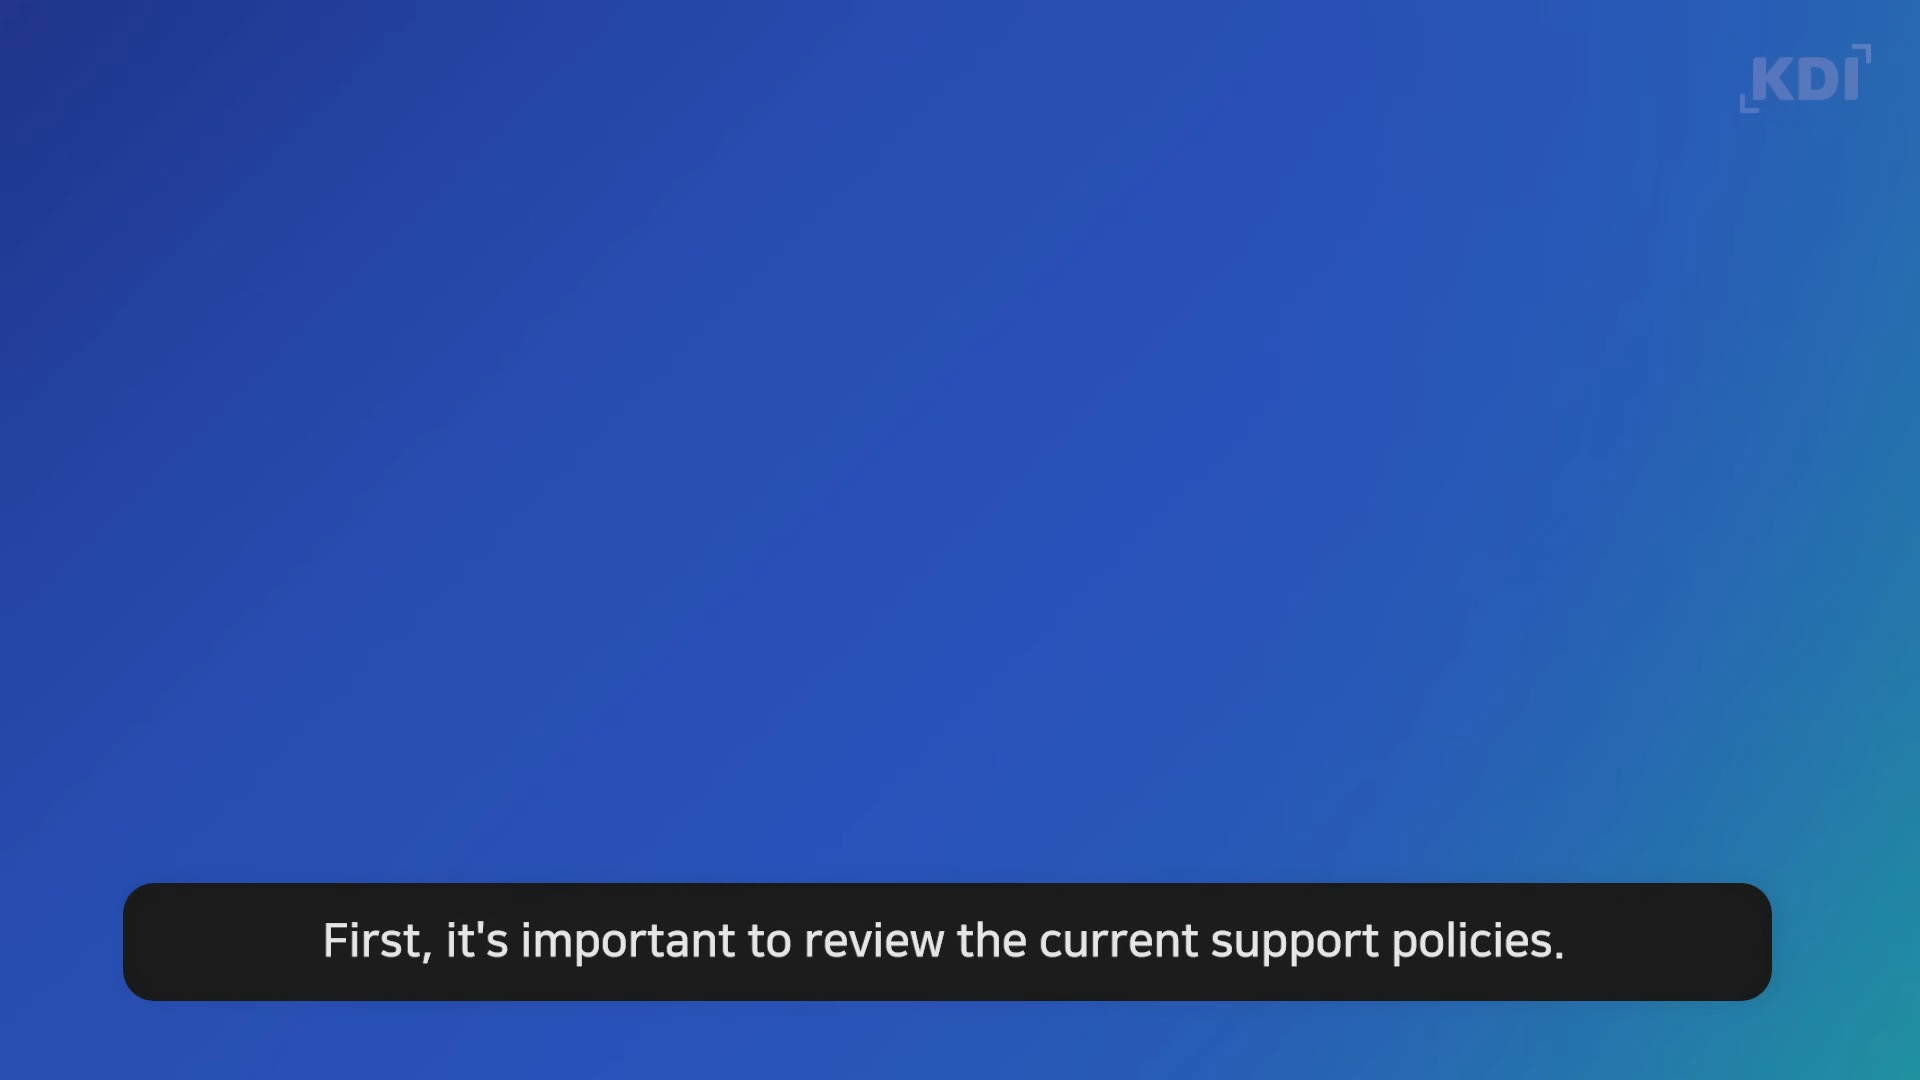 KDI
First, it's important to review the current support policies.